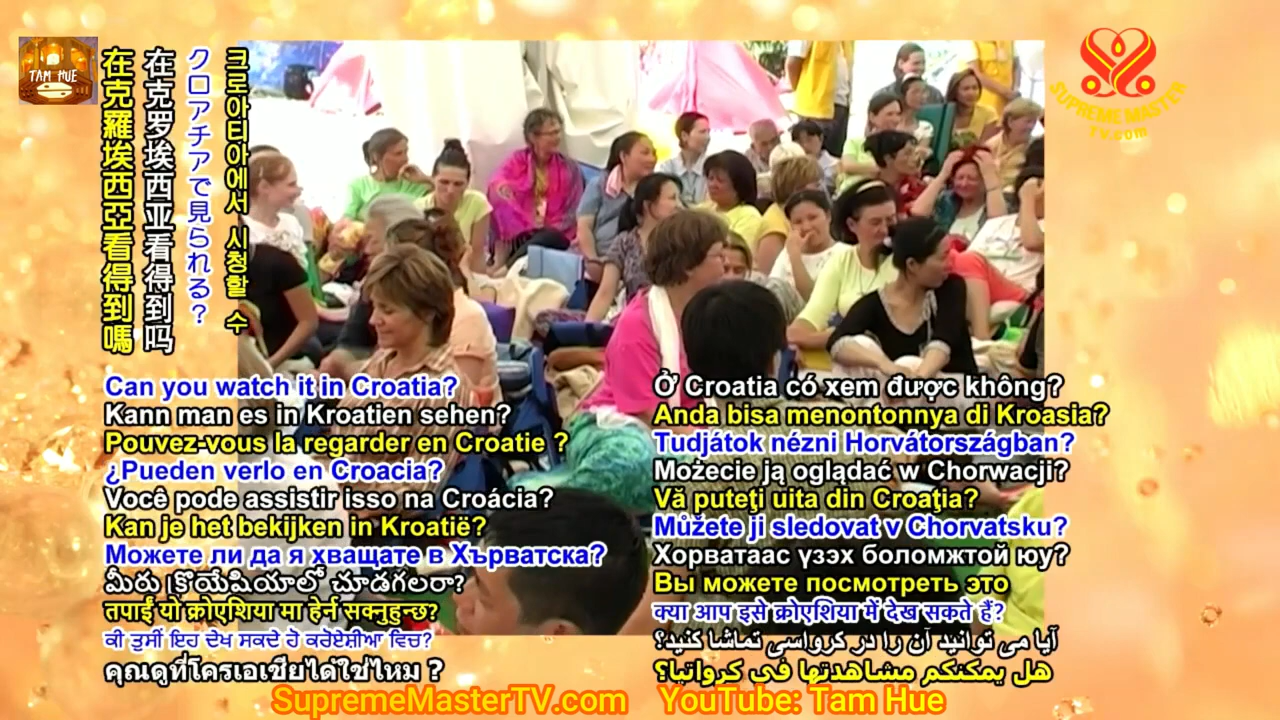 TAM HUE
SUPREME MASTER
TV.com
在克羅埃西亞看得到嗎
在克罗埃西亚看得到吗
クロアチアで見られる?
크로아티아에서 시청할 수
Can you watch it in Croatia?
Kann man es in Kroatien sehen?
Pouvez-vous la regarder en Croatie ?
¿Pueden verlo en Croacia?
Você pode assistir isso na Croácia?
Kan je het bekijken in Kroatië?
Можете ли да я хващате в Хърватска?
మీరు క్రొయేషియాలో చూడగలరా?
तपाईं यो क्रोएशिया मा हेर्न सक्नुहुन्छ?
ਕੀ ਤੁਸੀਂ ਇਹ ਦੇਖ ਸਕਦੇ ਹੋ ਕਰੋਏਸ਼ੀਆ ਵਿਚ?
คุณดูที่โครเอเชียได้ใช่ไหม ?
Ở Croatia có xem được không?
Anda bisa menontonnya di Kroasia?
Tudjátok nézni Horvátországban?
Możecie ją oglądać w Chorwacji?
Vă puteţi uita din Croaţia?
Můžete ji sledovat v Chorvatsku?
Хорватаас үзэх боломжтой юу?
Вы можете посмотреть это
क्या आप इसे क्रोएशिया में देख सकते हैं?
آیا می توانید آن را در کرواسی تماشا کنید؟
هل يمكنكم مشاهدتها في كرواتيا؟
SupremeMasterTV.com YouTube: Tam Hue